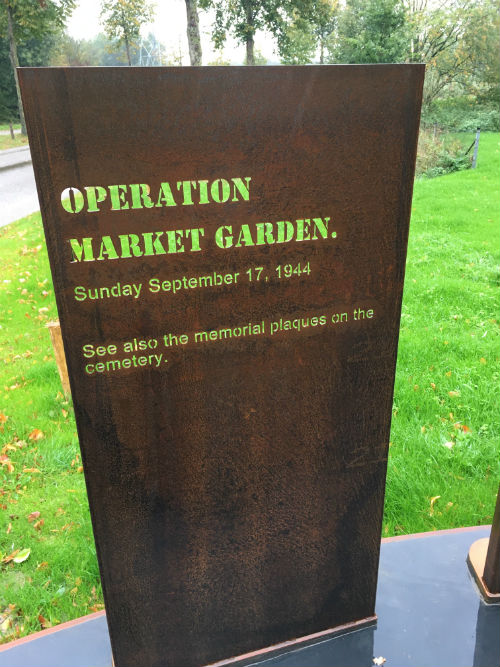 OPERATION
MARKET GARDEN.
Sunday September 17, 1944
See also the memorial plaques on the
cemetery.